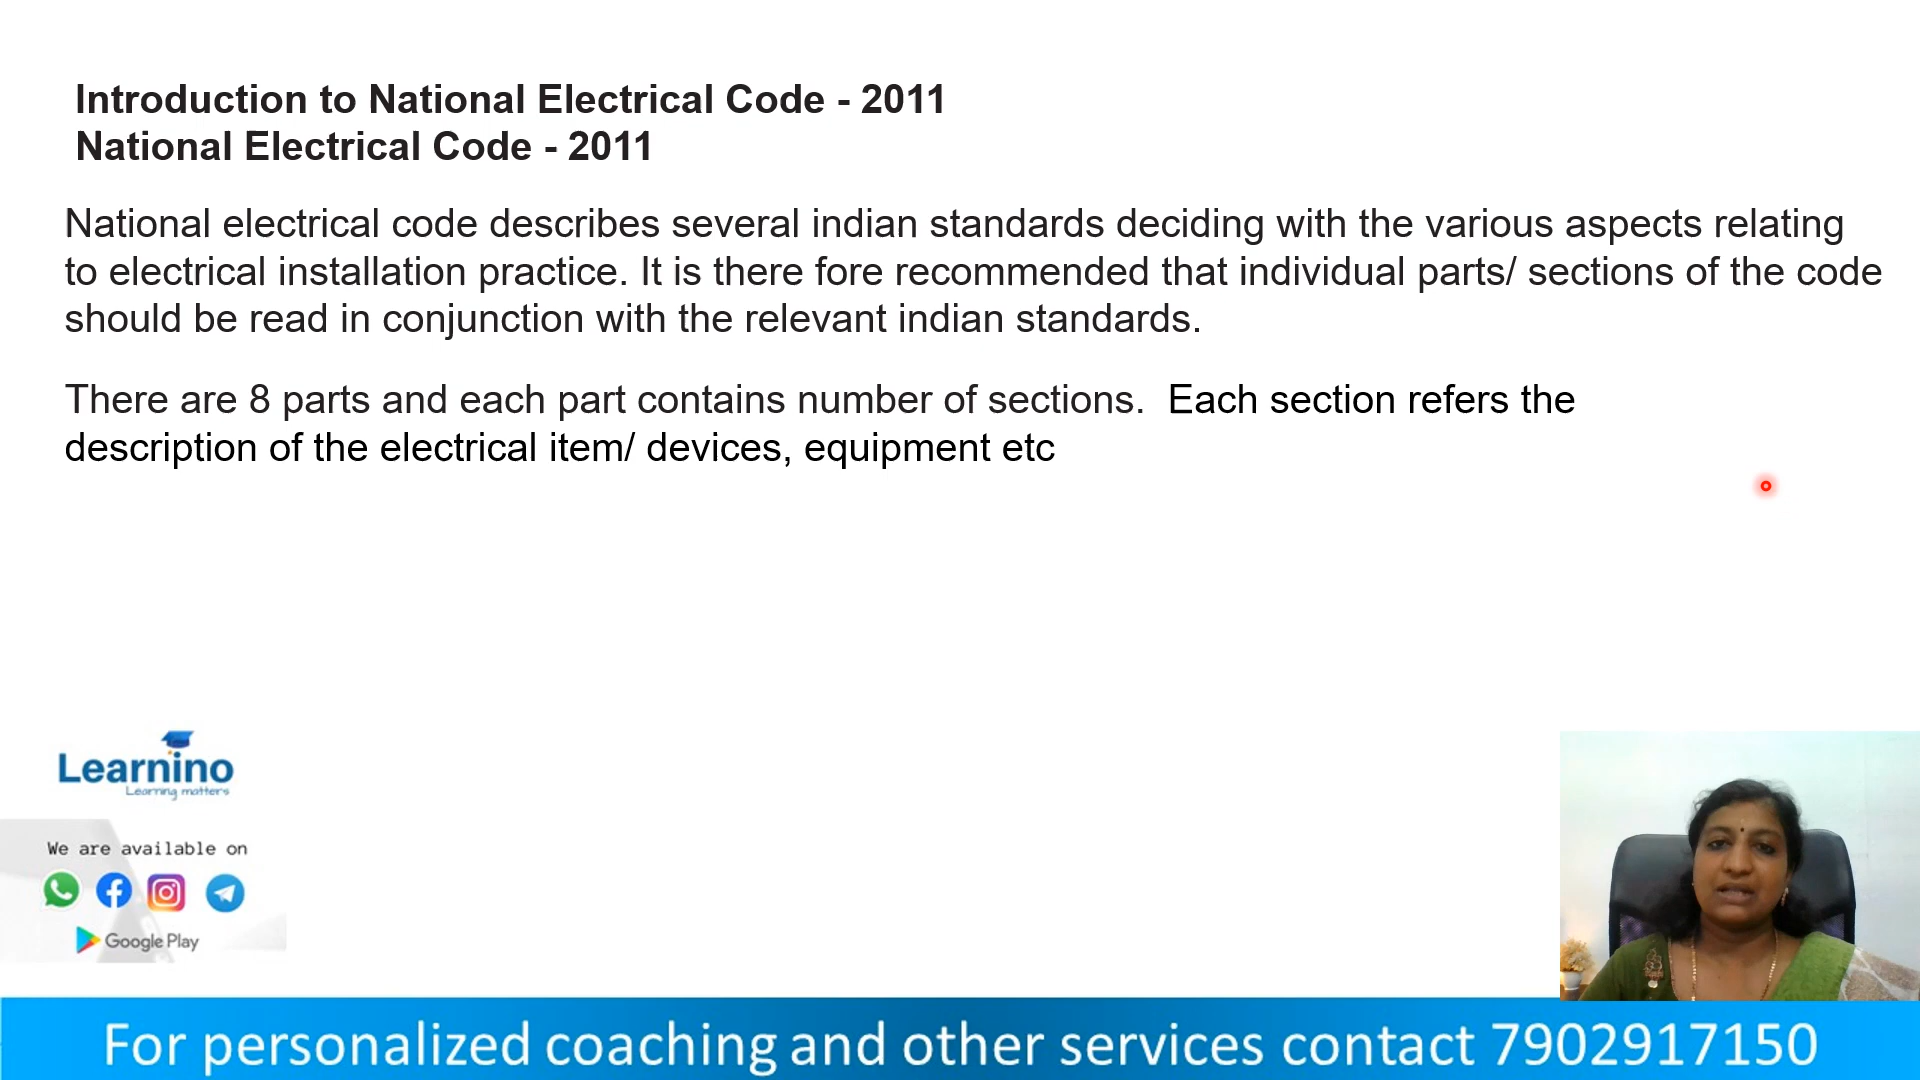 Introduction to National Electrical Code - 2011
National Electrical Code - 2011
National electrical code describes several indian standards deciding with the various aspects relating
to electrical installation practice. It is there fore recommended that individual parts/ sections of the code
should be read in conjunction with the relevant indian standards.
There are 8 parts and each part contains number of sections. Each section refers the
description of the electrical item/ devices, equipment etc
Learnino
Learning matters
We are available on
Google Play
For personalized coaching and other services contact 7902917150